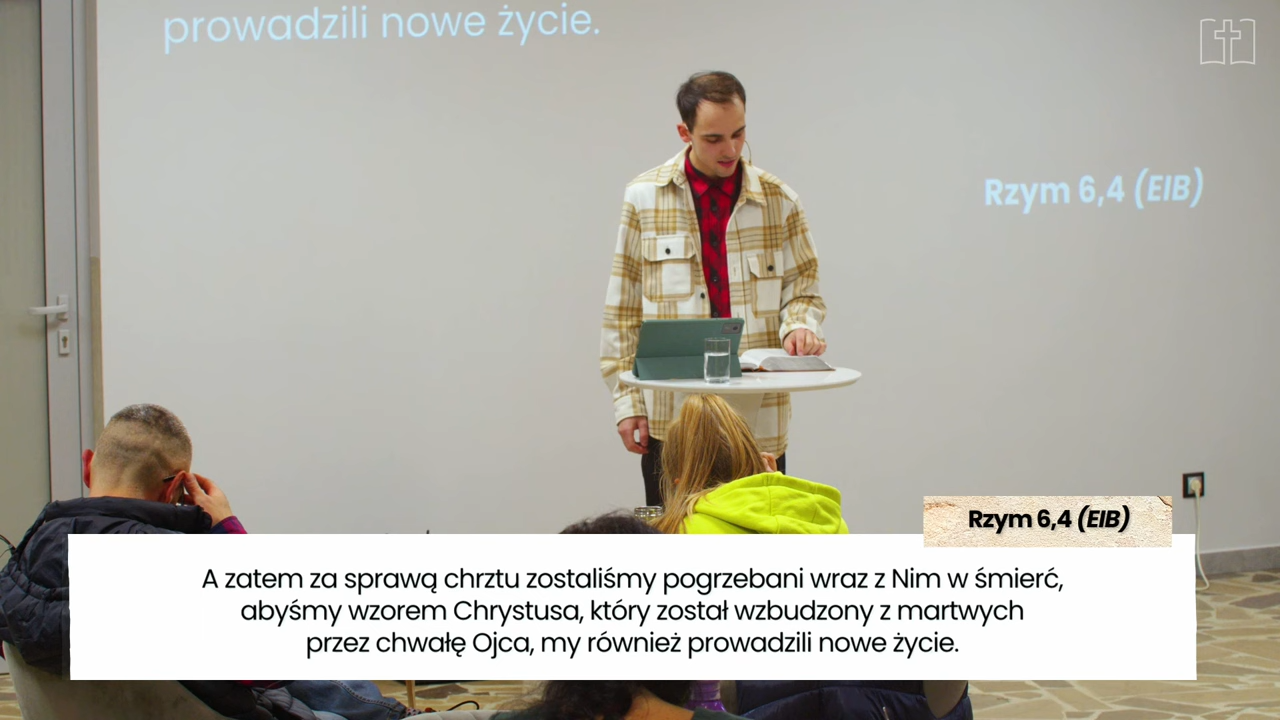 prowadzili nowe życie.
Rzym 6,4 (EIB)
Rzym 6,4 (EIB)
A zatem za sprawą chrztu zostaliśmy pogrzebani wraz z Nim w śmierć,
abyśmy wzorem Chrystusa, który został wzbudzony z martwych
przez chwałę Ojca, my również prowadzili nowe życie.